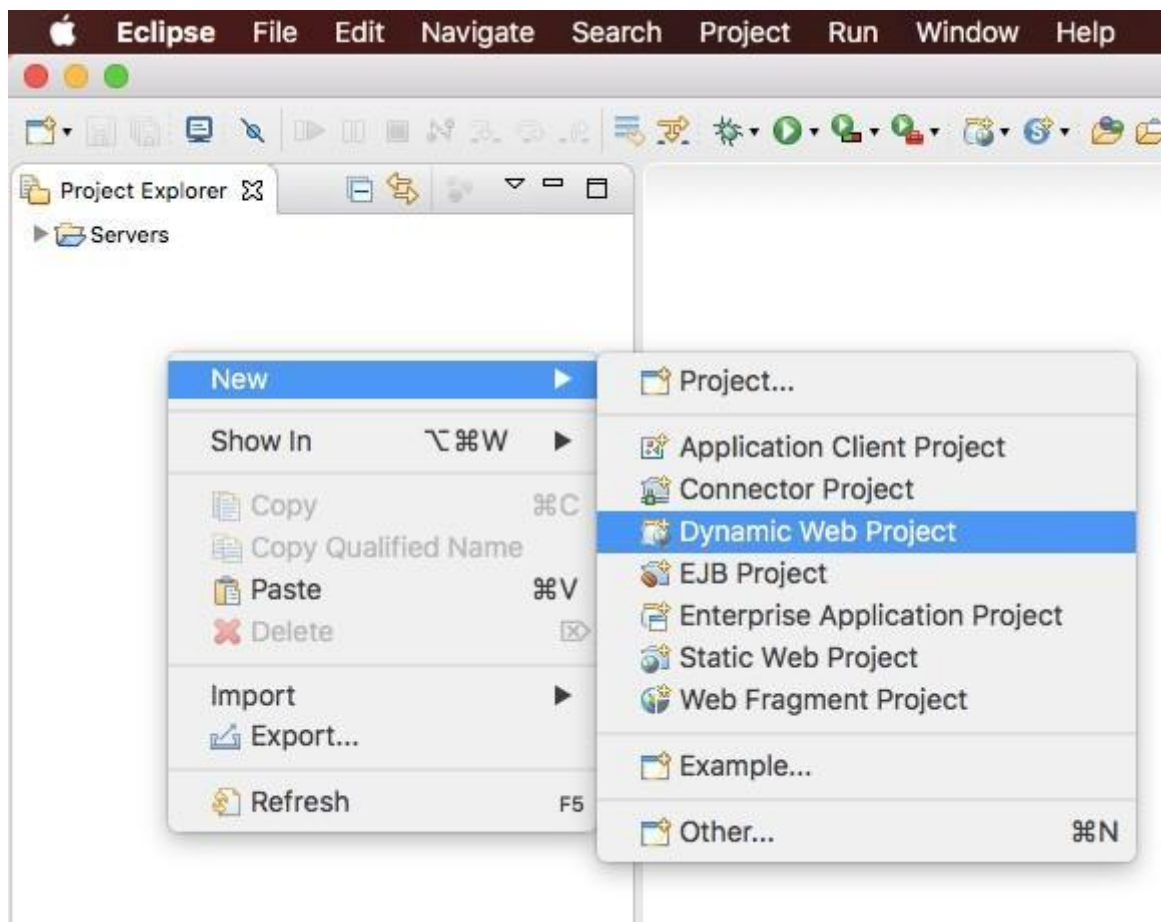 Eclipse File Edit Navigate Search Project Run Window Help
Project Explorer
Servers
New
Show In ⌥⌘W
Copy ⌘C
Copy Qualified Name
Paste ⌘V
Delete ⌦
Import
Export...
Refresh F5
Project...
Application Client Project
Connector Project
Dynamic Web Project
EJB Project
Enterprise Application Project
Static Web Project
Web Fragment Project
Example...
Other... ⌘N